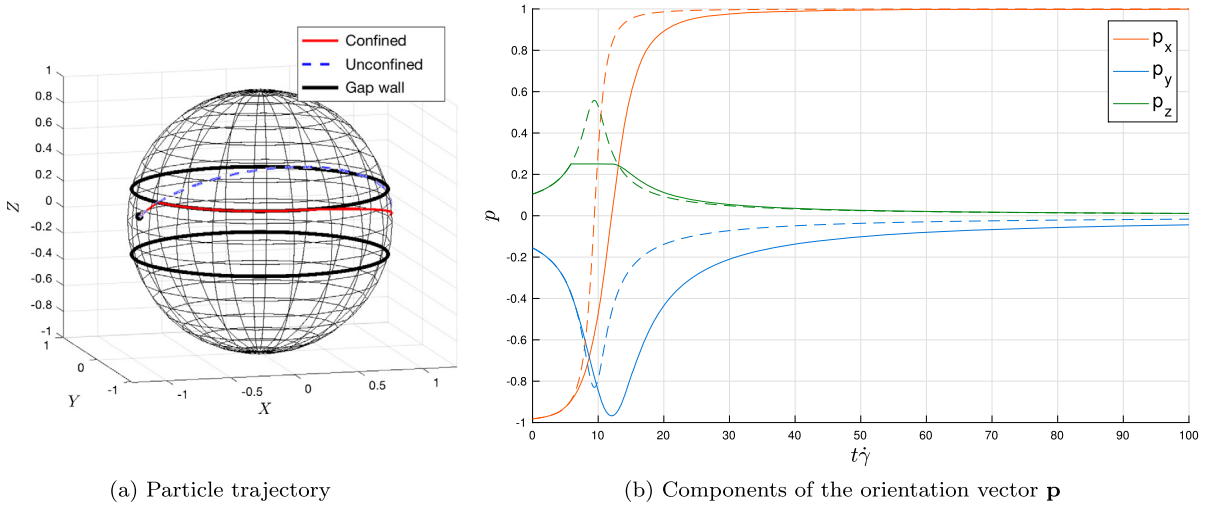 Confined
Unconfined
Gap wall
1
0.8
0.6
0.4
0.2
0
-0.2
-0.4
-0.6
-0.8
-1
Z
1
0
-1
Y
-1
-0.5
0
0.5
1
X
(a) Particle trajectory
1
0.8
0.6
0.4
0.2
0
-0.2
-0.4
-0.6
-0.8
-1
p
0 10 20 30 40 50 60 70 80 90 100
tγ̇
p_x
p_y
p_z
(b) Components of the orientation vector p